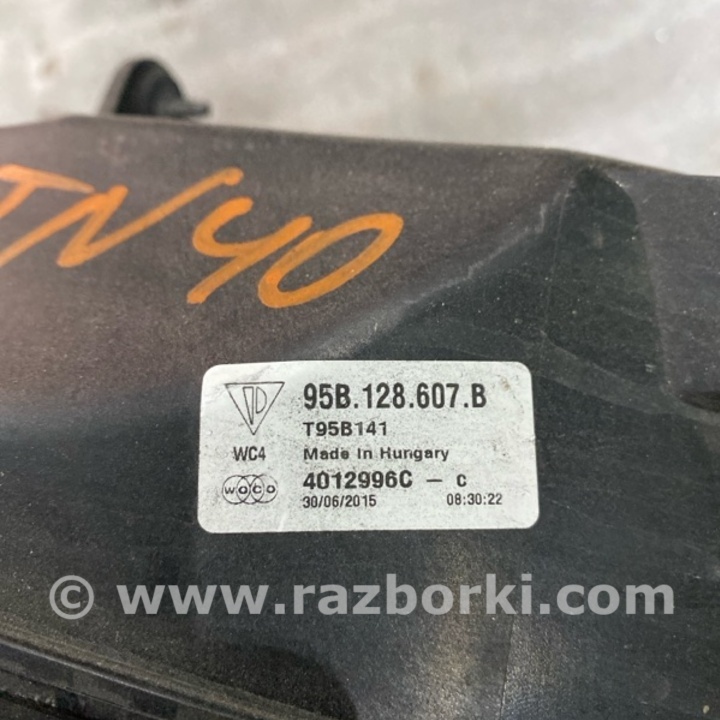 TN40
95B.128.607.B
T95B141
WC4
Made In Hungary
woco
4012996C - c
30/06/2015 08:30:22
© www.razborki.com